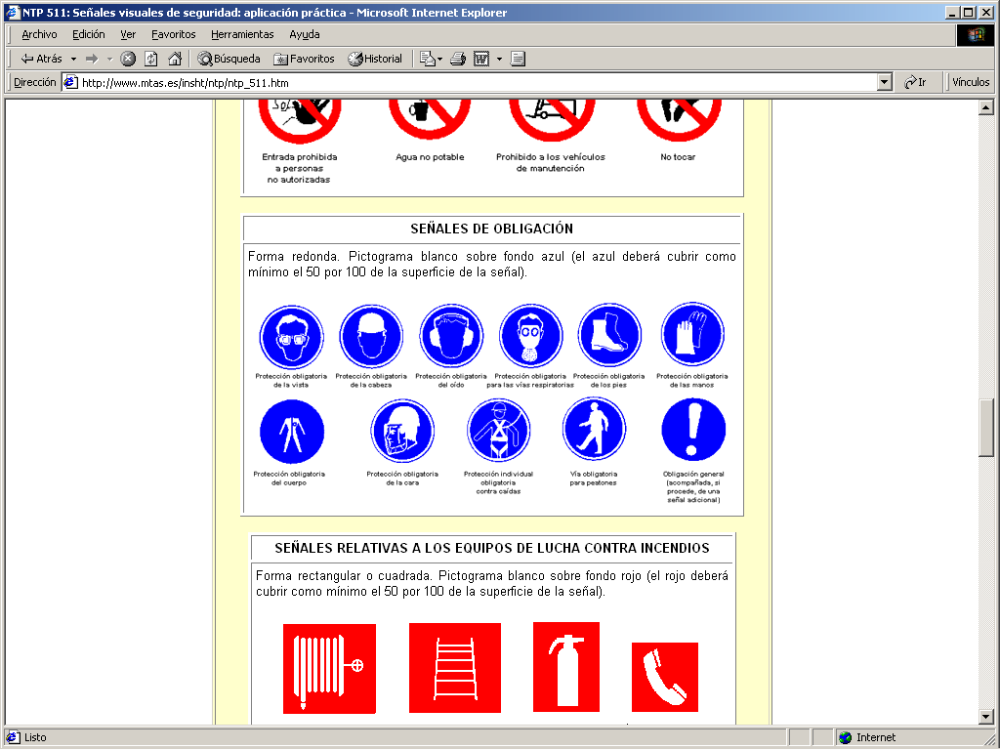 NTP 511: Señales visuales de seguridad: aplicación práctica - Microsoft Internet Explorer
Archivo Edición Ver Favoritos Herramientas Ayuda
Atrás Búsqueda Favoritos Historial
Dirección http://www.mtas.es/insht/ntp/ntp_511.htm Ir Vínculos
Entrada prohibida
a personas
no autorizadas
Agua no potable
Prohibido a los vehículos
de manutención
No tocar
SEÑALES DE OBLIGACIÓN
Forma redonda. Pictograma blanco sobre fondo azul (el azul deberá cubrir como
mínimo el 50 por 100 de la superficie de la señal).
Protección obligatoria
de la vista
Protección obligatoria
de la cabeza
Protección obligatoria
del oído
Protección obligatoria
para las vías respiratorias
Protección obligatoria
de los pies
Protección obligatoria
de las manos
Protección obligatoria
del cuerpo
Protección obligatoria
de la cara
Protección individual
obligatoria
contra caídas
Vía obligatoria
para peatones
Obligación general
(acompañada, si
procede, de una
señal adicional)
SEÑALES RELATIVAS A LOS EQUIPOS DE LUCHA CONTRA INCENDIOS
Forma rectangular o cuadrada. Pictograma blanco sobre fondo rojo (el rojo deberá
cubrir como mínimo el 50 por 100 de la superficie de la señal).
Listo Internet